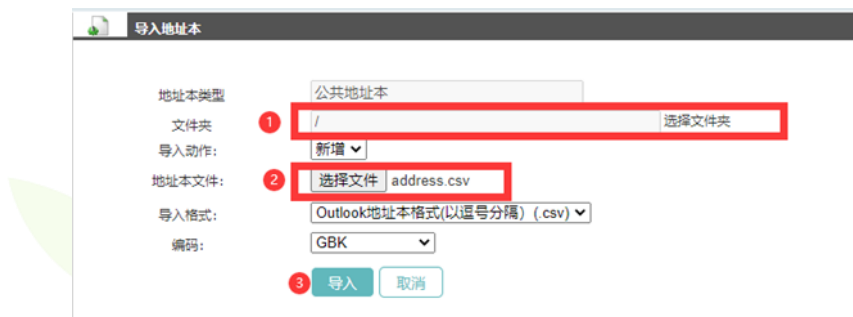 导入地址本
地址本类型 公共地址本
文件夹 1 / 选择文件夹
导入动作: 新增
地址本文件: 2 选择文件 address.csv
导入格式: Outlook地址本格式(以逗号分隔) (.csv)
编码: GBK
3 导入 取消